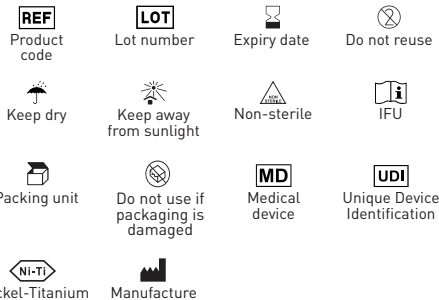 REF
LOT
Product
code
Lot number
Expiry date
Do not reuse
2
Keep dry
Keep away
from sunlight
NON
STERILE
Non-sterile
i
IFU
Packing unit
Do not use if
packaging is
damaged
MD
Medical
device
UDI
Unique Device
Identification
Ni-Ti
ckel-Titanium
Manufacture